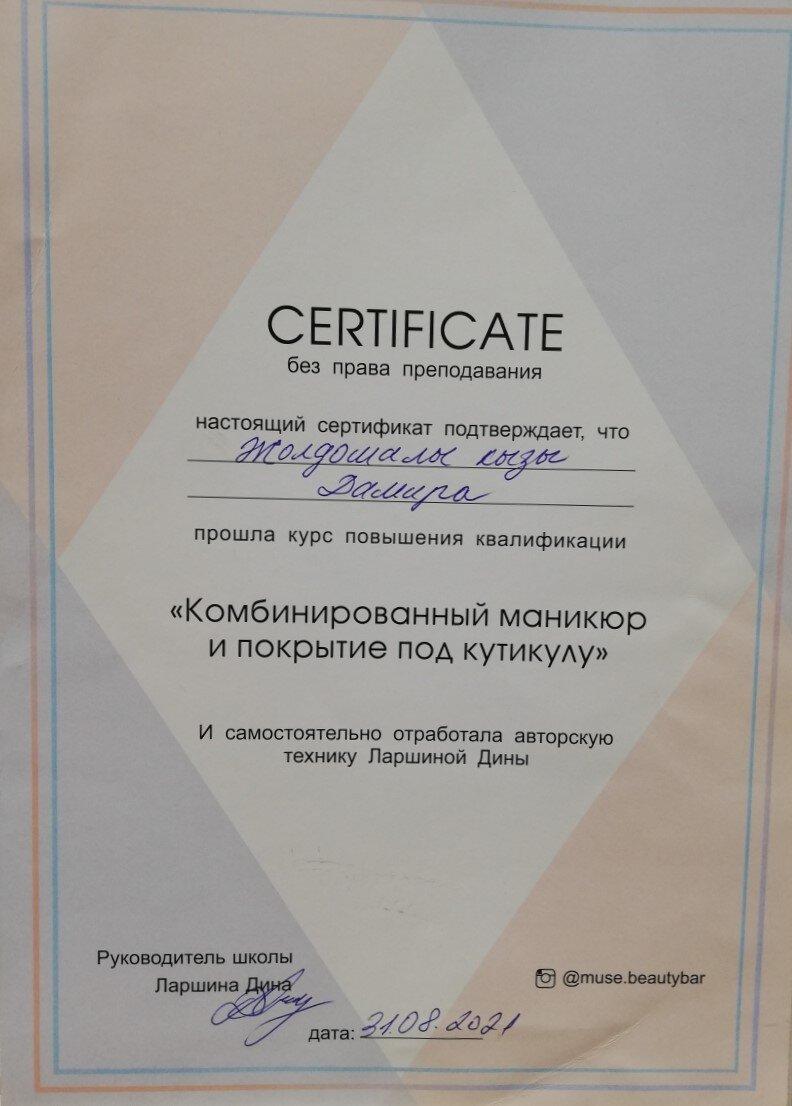 CERTIFICATE
без права преподавания
настоящий сертификат подтверждает, что
Жолдошалы кызы
Дамира
прошла курс повышения квалификации
«Комбинированный маникюр
и покрытие под кутикулу»
И самостоятельно отработала авторскую
технику Ларшиной Дины
Руководитель школы
Ларшина Дина
@muse.beautybar
дата: 31.08.2021